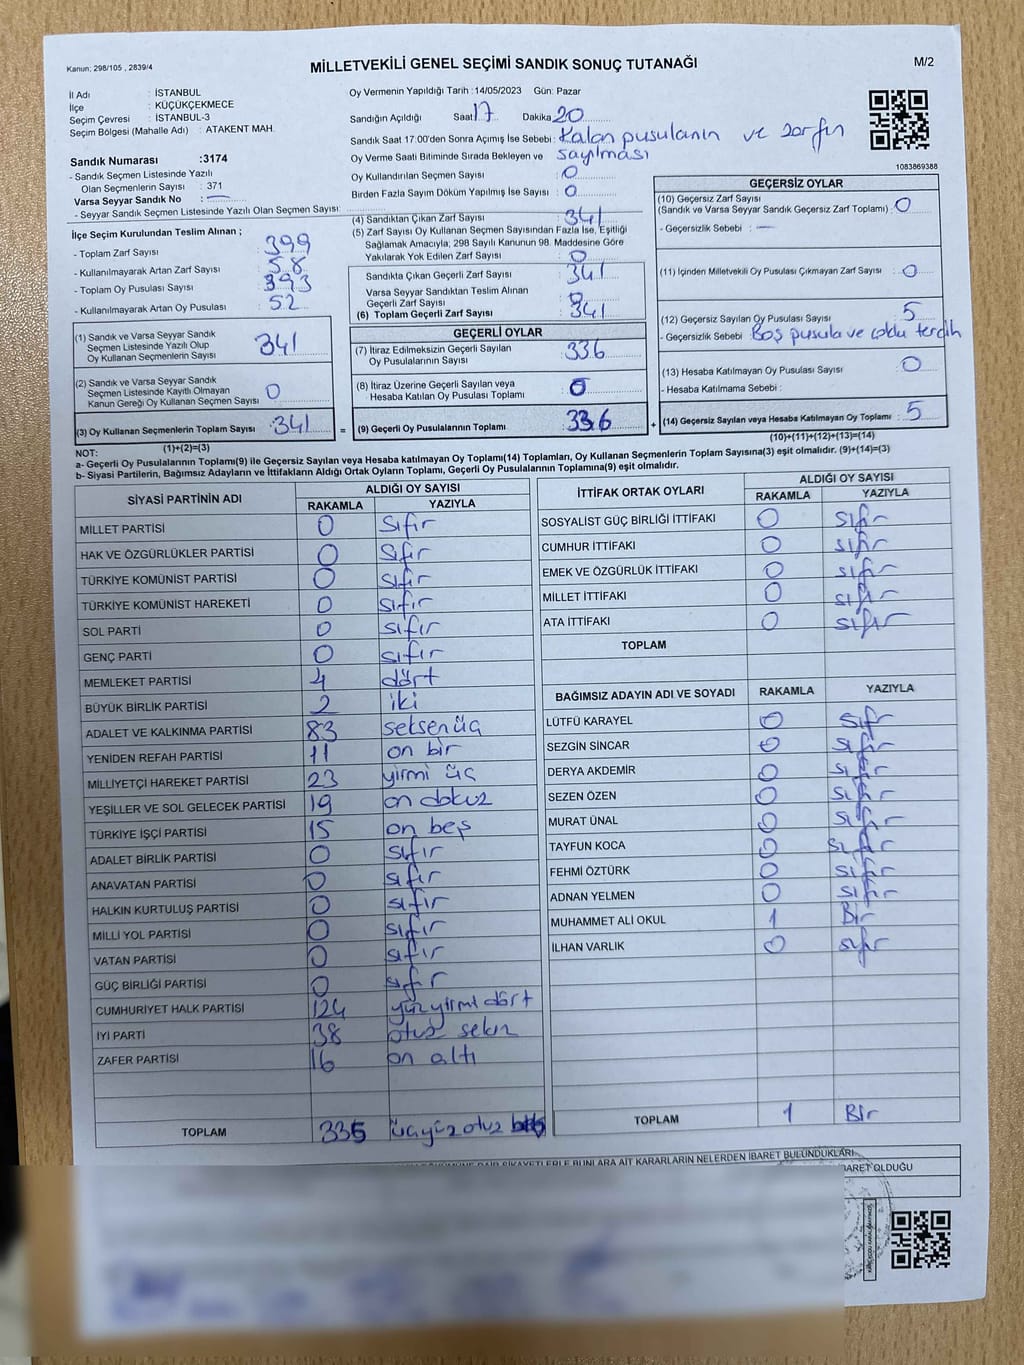 Kanun; 298/105 , 2839/4
MİLLETVEKİLİ GENEL SEÇİMİ SANDIK SONUÇ TUTANAĞI
M/2
İl Adı : İSTANBUL
İlçe : KÜÇÜKÇEKMECE
Seçim Çevresi : İSTANBUL-3
Seçim Bölgesi (Mahalle Adı) : ATAKENT MAH.
Sandık Numarası :3174
- Sandık Seçmen Listesinde Yazılı
Olan Seçmenlerin Sayısı : 371
Varsa Seyyar Sandık No : —
- Seyyar Sandık Seçmen Listesinde Yazılı Olan Seçmen Sayısı:
Oy Vermenin Yapıldığı Tarih :14/05/2023 Gün: Pazar
Sandığın Açıldığı Saat 17 Dakika 20
Sandık Saat 17:00'den Sonra Açımış İse Sebebi : Kalan pusulanın ve zarfın
Oy Verme Saati Bitiminde Sırada Bekleyen ve sayılması
Oy Kullandırılan Seçmen Sayısı : 0
Birden Fazla Sayım Döküm Yapılmış İse Sayısı : 0
1083869388
İlçe Seçim Kurulundan Teslim Alınan ;
- Toplam Zarf Sayısı : 399
- Kullanılmayarak Artan Zarf Sayısı : 58
- Toplam Oy Pusulası Sayısı : 393
- Kullanılmayarak Artan Oy Pusulası : 52
(1) Sandık ve Varsa Seyyar Sandık
Seçmen Listesinde Yazılı Olup
Oy Kullanan Seçmenlerin Sayısı : 341
(2) Sandık ve Varsa Seyyar Sandık
Seçmen Listesinde Kayıtlı Olmayan
Kanun Gereği Oy Kullanan Seçmen Sayısı : 0
(3) Oy Kullanan Seçmenlerin Toplam Sayısı : 341
(1)+(2)=(3)
(4) Sandıktan Çıkan Zarf Sayısı : 341
(5) Zarf Sayısı Oy Kullanan Seçmen Sayısından Fazla İse, Eşitliği
Sağlamak Amacıyla, 298 Sayılı Kanunun 98. Maddesine Göre
Yakılarak Yok Edilen Zarf Sayısı : 0
Sandıkta Çıkan Geçerli Zarf Sayısı : 341
Varsa Seyyar Sandıktan Teslim Alınan
Geçerli Zarf Sayısı : 0
(6) Toplam Geçerli Zarf Sayısı : 341
GEÇERLİ OYLAR
(7) İtiraz Edilmeksizin Geçerli Sayılan
Oy Pusulalarının Sayısı : 336
(8) İtiraz Üzerine Geçerli Sayılan veya
Hesaba Katılan Oy Pusulası Toplamı : 0
= (9) Geçerli Oy Pusulalarının Toplamı : 336 +
GEÇERSİZ OYLAR
(10) Geçersiz Zarf Sayısı
(Sandık ve Varsa Seyyar Sandık Geçersiz Zarf Toplamı) : 0
- Geçersizlik Sebebi : —
(11) İçinden Milletvekili Oy Pusulası Çıkmayan Zarf Sayısı : 0
(12) Geçersiz Sayılan Oy Pusulası Sayısı : 5
- Geçersizlik Sebebi : Boş pusula ve çoklu tercih
(13) Hesaba Katılmayan Oy Pusulası Sayısı : 0
- Hesaba Katılmama Sebebi :
(14) Geçersiz Sayılan veya Hesaba Katılmayan Oy Toplamı : 5
(10)+(11)+(12)+(13)=(14)
NOT:
a- Geçerli Oy Pusulalarının Toplamı(9) ile Geçersiz Sayılan veya Hesaba katılmayan Oy Toplamı(14) Toplamları, Oy Kullanan Seçmenlerin Toplam Sayısına(3) eşit olmalıdır. (9)+(14)=(3)
b- Siyasi Partilerin, Bağımsız Adayların ve İttifakların Aldığı Ortak Oyların Toplamı, Geçerli Oy Pusulalarının Toplamına(9) eşit olmalıdır.
SİYASİ PARTİNİN ADI ALDIĞI OY SAYISI
RAKAMLA YAZIYLA
MİLLET PARTİSİ 0 Sıfır
HAK VE ÖZGÜRLÜKLER PARTİSİ 0 Sıfır
TÜRKİYE KOMÜNİST PARTİSİ 0 sıfır
TÜRKİYE KOMÜNİST HAREKETİ 0 sıfır
SOL PARTİ 0 sıfır
GENÇ PARTİ 0 sıfır
MEMLEKET PARTİSİ 4 dört
BÜYÜK BİRLİK PARTİSİ 2 iki
ADALET VE KALKINMA PARTİSİ 83 seksen üç
YENİDEN REFAH PARTİSİ 11 on bir
MİLLİYETÇİ HAREKET PARTİSİ 23 yirmi üç
YEŞİLLER VE SOL GELECEK PARTİSİ 19 on dokuz
TÜRKİYE İŞÇİ PARTİSİ 15 on beş
ADALET BİRLİK PARTİSİ 0 sıfır
ANAVATAN PARTİSİ 0 sıfır
HALKIN KURTULUŞ PARTİSİ 0 sıfır
MİLLİ YOL PARTİSİ 0 sıfır
VATAN PARTİSİ 0 sıfır
GÜÇ BİRLİĞİ PARTİSİ 0 sıfır
CUMHURİYET HALK PARTİSİ 124 yüz yirmi dört
İYİ PARTİ 38 otuz sekiz
ZAFER PARTİSİ 16 on altı
TOPLAM 335 üçyüz otuz beş
İTTİFAK ORTAK OYLARI ALDIĞI OY SAYISI
RAKAMLA YAZIYLA
SOSYALİST GÜÇ BİRLİĞİ İTTİFAKI 0 sıfır
CUMHUR İTTİFAKI 0 sıfır
EMEK VE ÖZGÜRLÜK İTTİFAKI 0 sıfır
MİLLET İTTİFAKI 0 sıfır
ATA İTTİFAKI 0 sıfır
TOPLAM
BAĞIMSIZ ADAYIN ADI VE SOYADI RAKAMLA YAZIYLA
LÜTFÜ KARAYEL 0 sıfır
SEZGİN SİNCAR 0 sıfır
DERYA AKDEMİR 0 sıfır
SEZEN ÖZEN 0 sıfır
MURAT ÜNAL 0 sıfır
TAYFUN KOCA 0 sıfır
FEHMİ ÖZTÜRK 0 sıfır
ADNAN YELMEN 0 sıfır
MUHAMMET ALİ OKUL 1 Bir
İLHAN VARLIK 0 sıfır
TOPLAM 1 Bir
ŞİKAYETLERLE BUNLARA AİT KARARLARIN NELERDEN İBARET BULUNDUKLARI
OLDUĞU